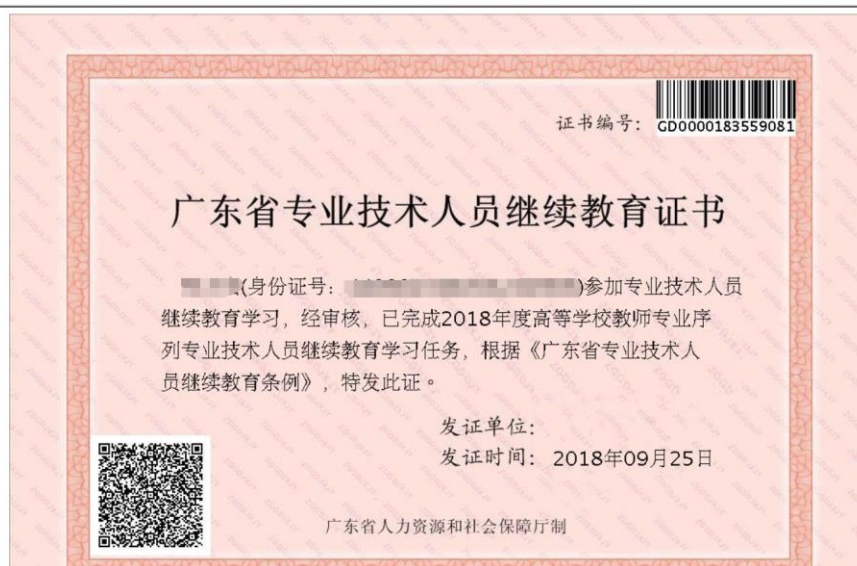 证书编号：
GD0000183559081
广东省专业技术人员继续教育证书
(身份证号：)参加专业技术人员
继续教育学习，经审核，已完成2018年度高等学校教师专业序
列专业技术人员继续教育学习任务，根据《广东省专业技术人
员继续教育条例》，特发此证。
发证单位：
发证时间：2018年09月25日
广东省人力资源和社会保障厅制